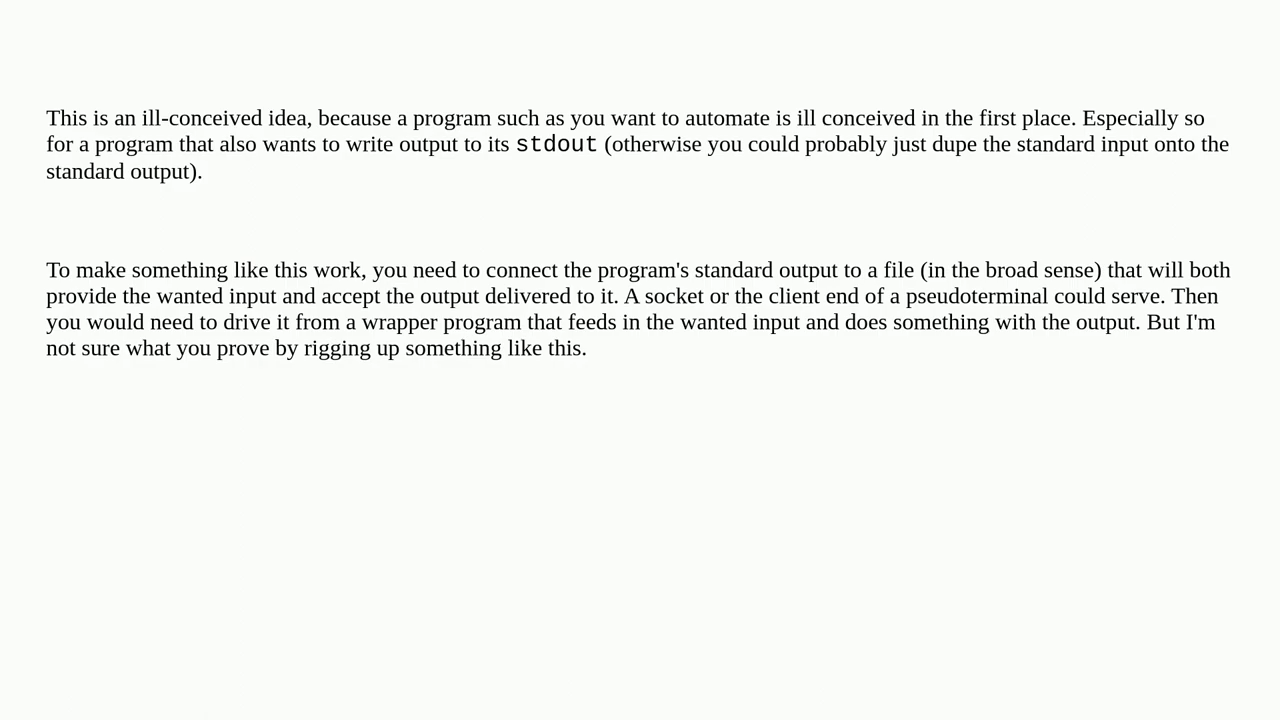 This is an ill-conceived idea, because a program such as you want to automate is ill conceived in the first place. Especially so
for a program that also wants to write output to its stdout (otherwise you could probably just dupe the standard input onto the
standard output).
To make something like this work, you need to connect the program's standard output to a file (in the broad sense) that will both
provide the wanted input and accept the output delivered to it. A socket or the client end of a pseudoterminal could serve. Then
you would need to drive it from a wrapper program that feeds in the wanted input and does something with the output. But I'm
not sure what you prove by rigging up something like this.